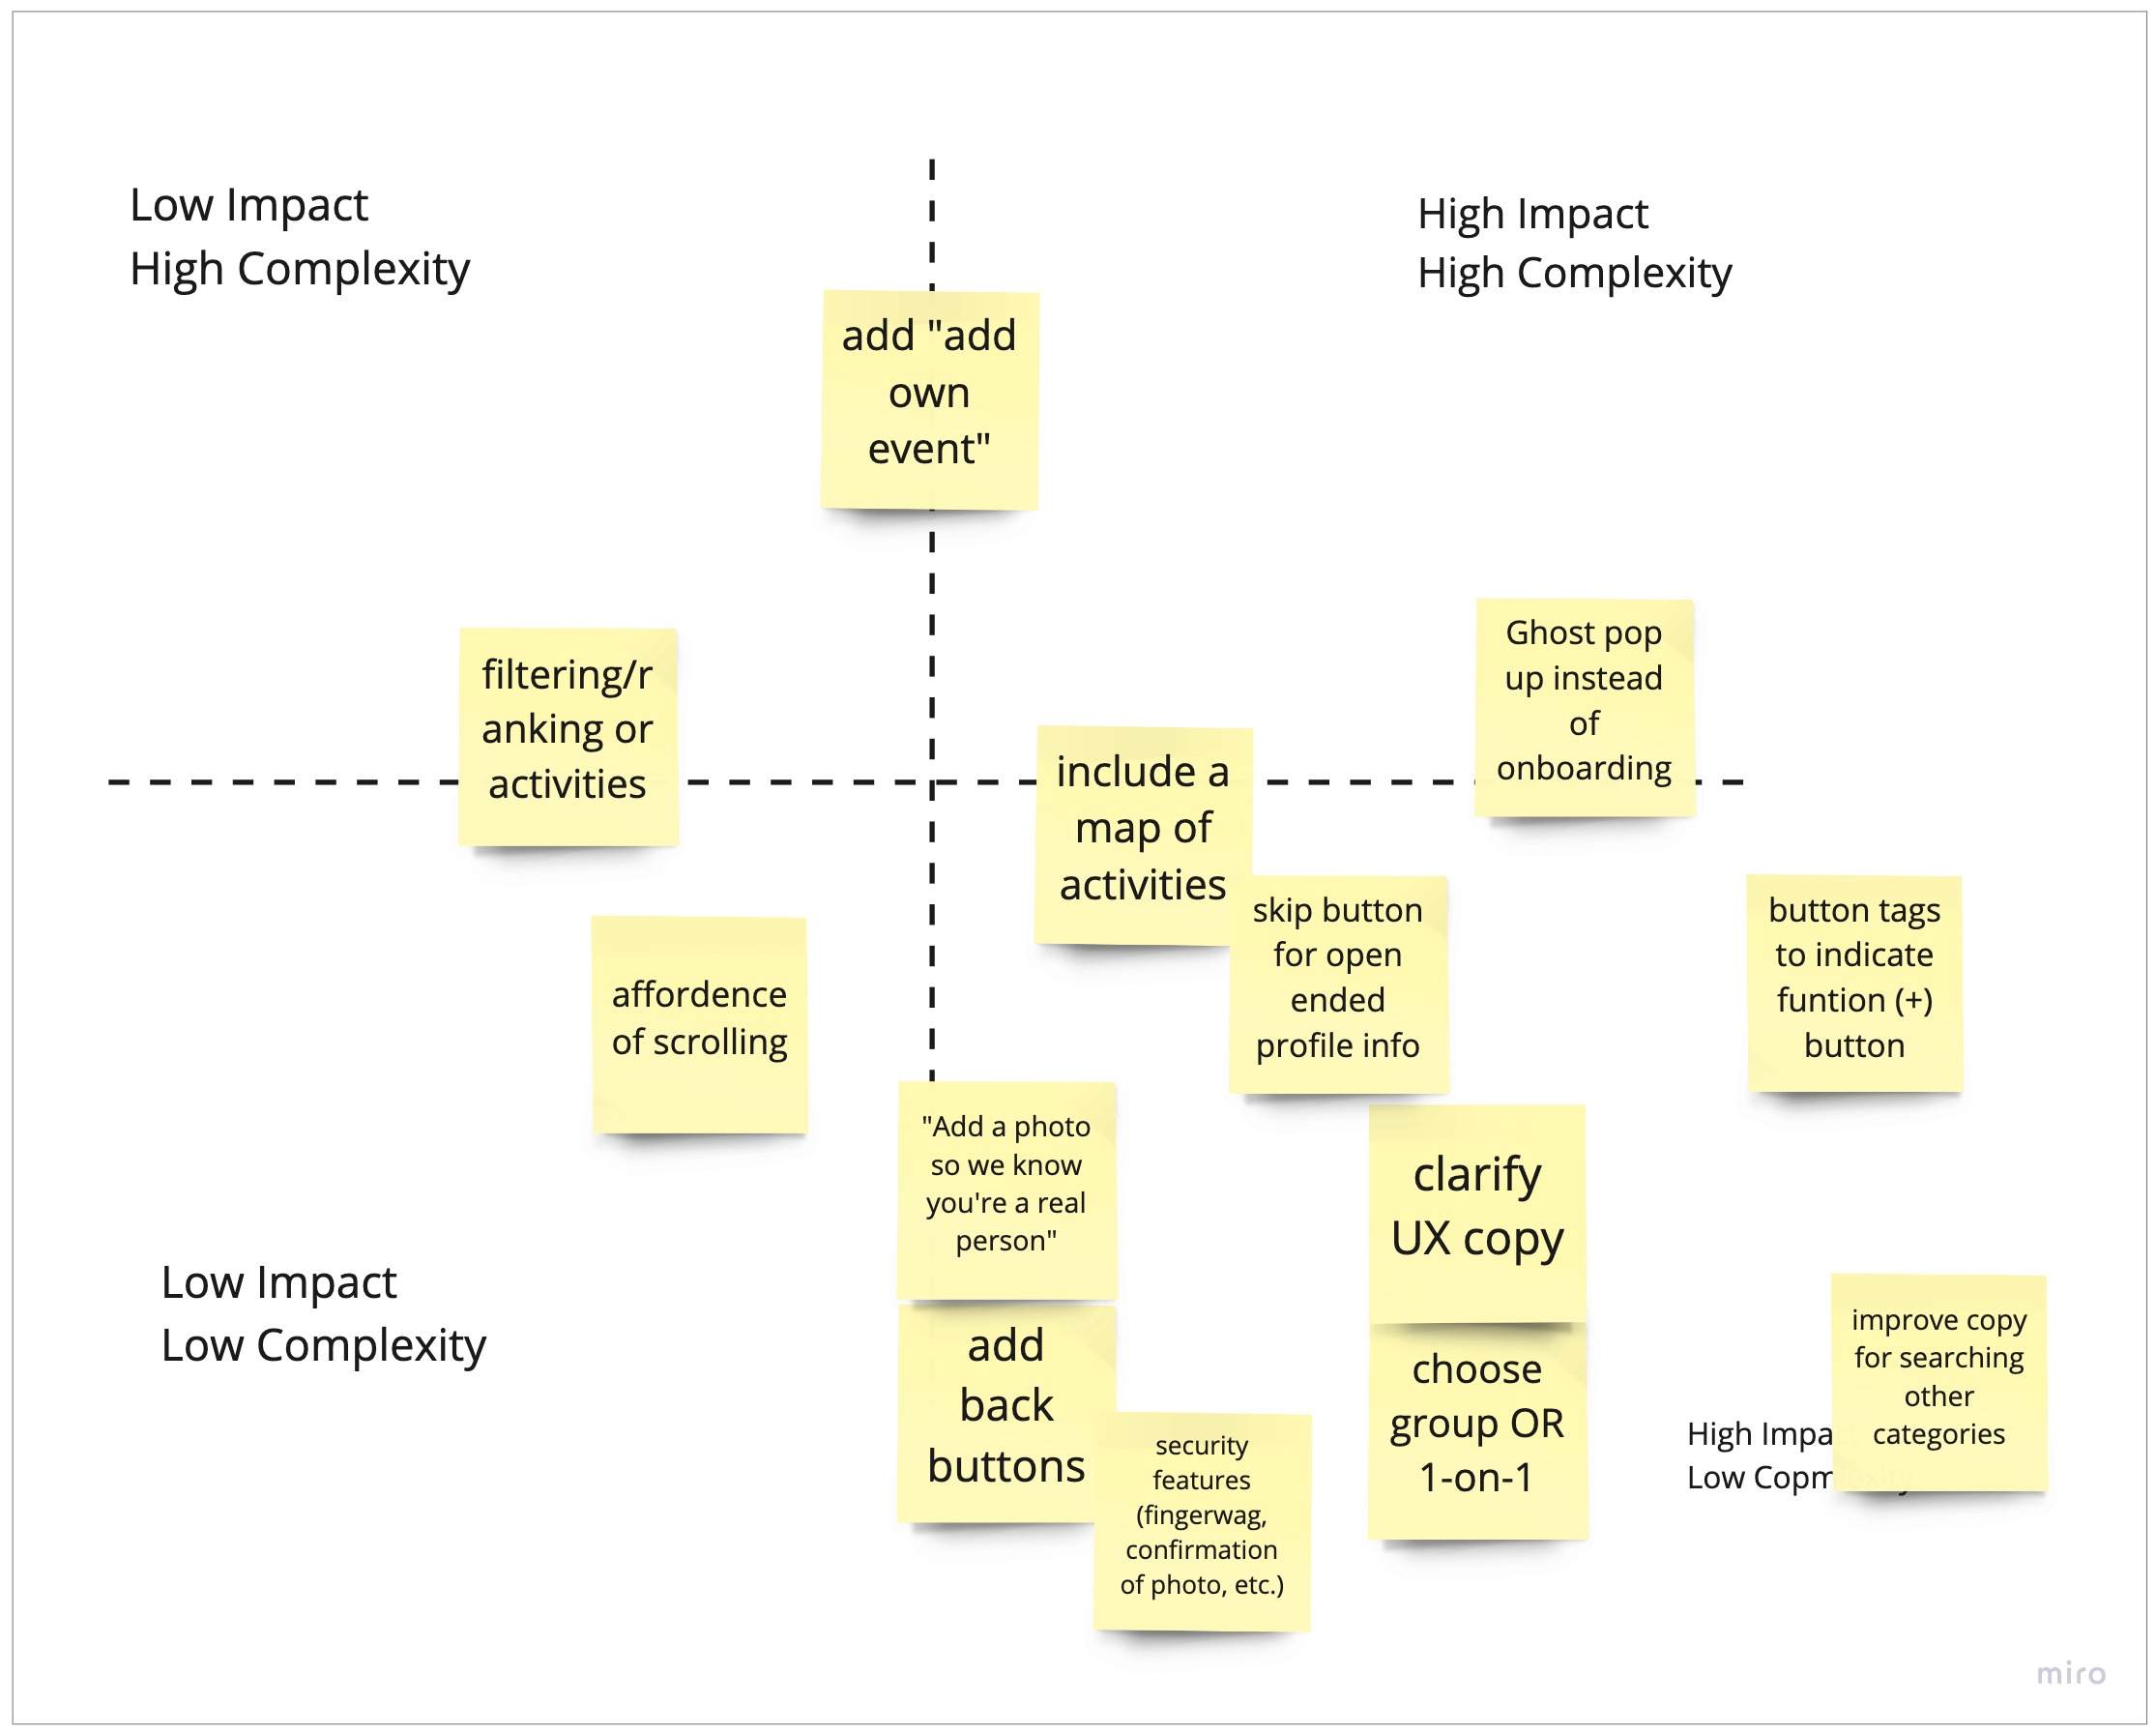 Low Impact
High Complexity
High Impact
High Complexity
add "add
own
event"
filtering/r
anking or
activities
Ghost pop
up instead
of
onboarding
include a
map of
activities
skip button
for open
ended
profile info
button tags
to indicate
funtion (+)
button
affordence
of scrolling
"Add a photo
so we know
you're a real
person"
clarify
UX copy
Low Impact
Low Complexity
add
back
buttons
choose
group OR
1-on-1
improve copy
for searching
other
categories
High Impa
Low Copmlexity
security
features
(fingerwag,
confirmation
of photo, etc.)
miro